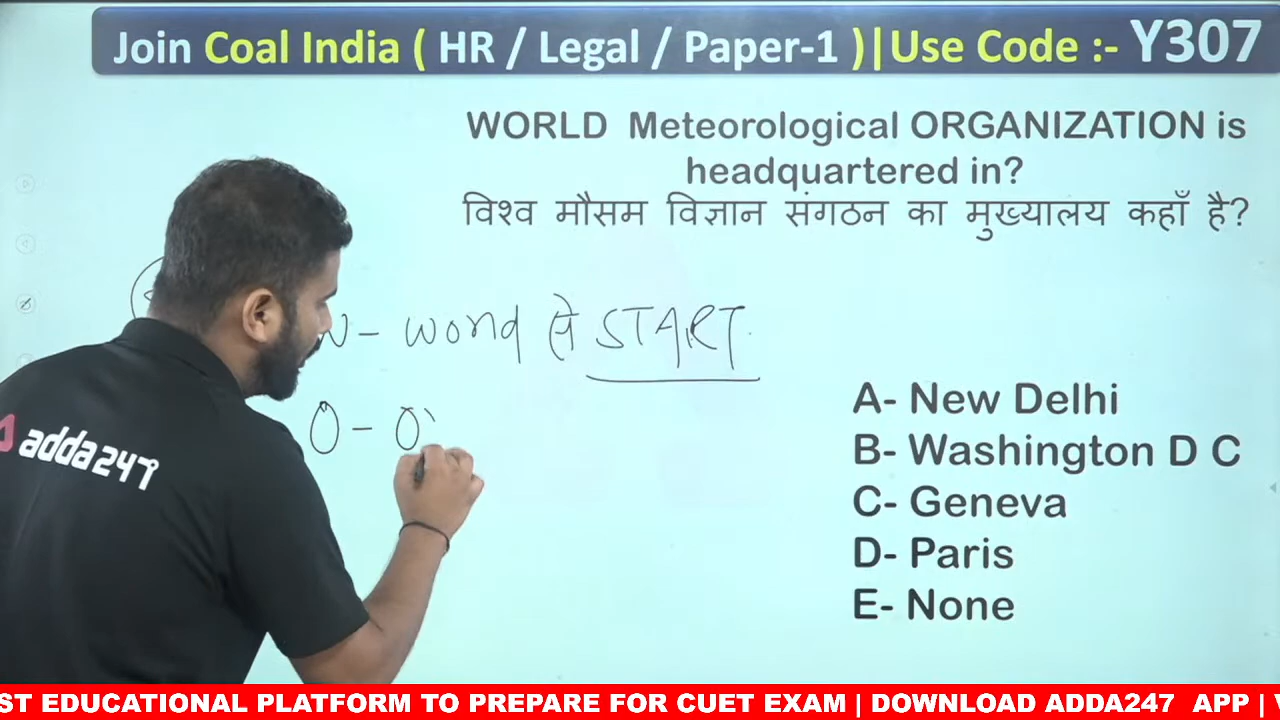 Join Coal India ( HR / Legal / Paper-1 )|Use Code :- Y307
WORLD Meteorological ORGANIZATION is
headquartered in?
विश्व मौसम विज्ञान संगठन का मुख्यालय कहाँ है?
W - word से START
O - O
A- New Delhi
B- Washington D C
C- Geneva
D- Paris
E- None
adda247
ST EDUCATIONAL PLATFORM TO PREPARE FOR CUET EXAM | DOWNLOAD ADDA247 APP |